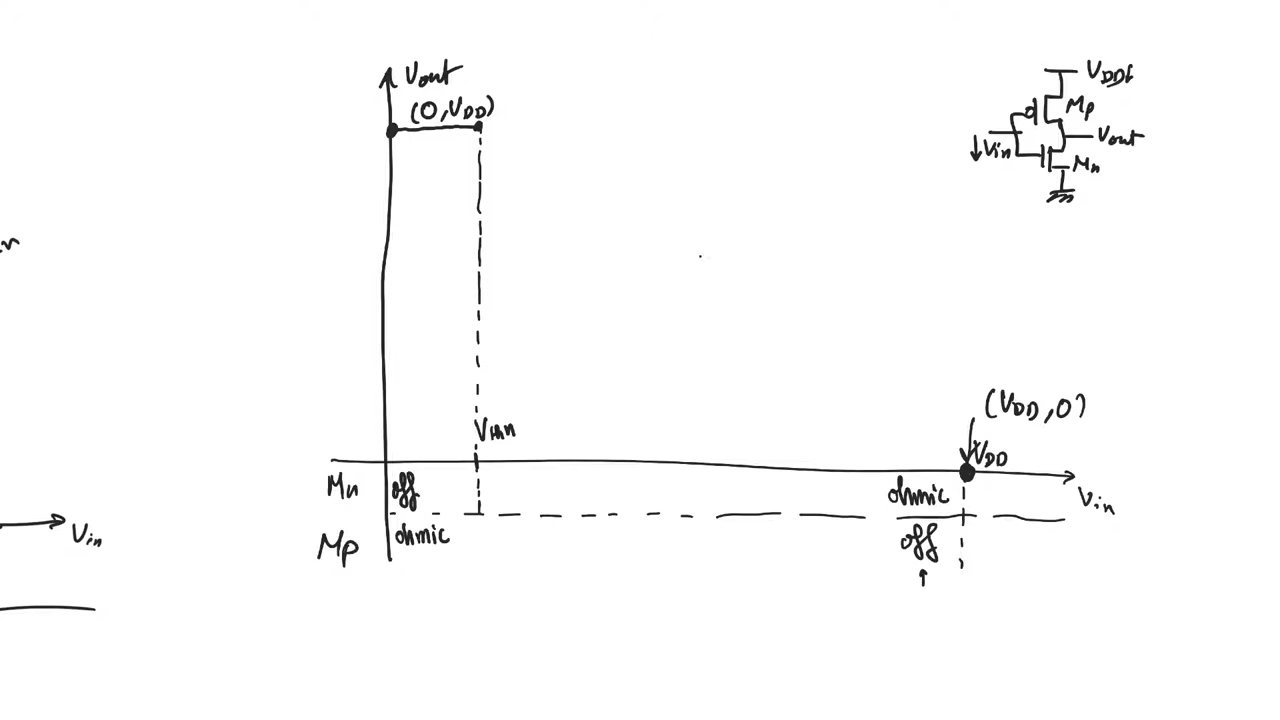 Vout
(0,VDD)
VDD
Mp
Vout
Vin
Mn
Vthn
(VDD,0)
VDD
Vin
Mn
off
ohmic
Mp
ohmic
off
Vin